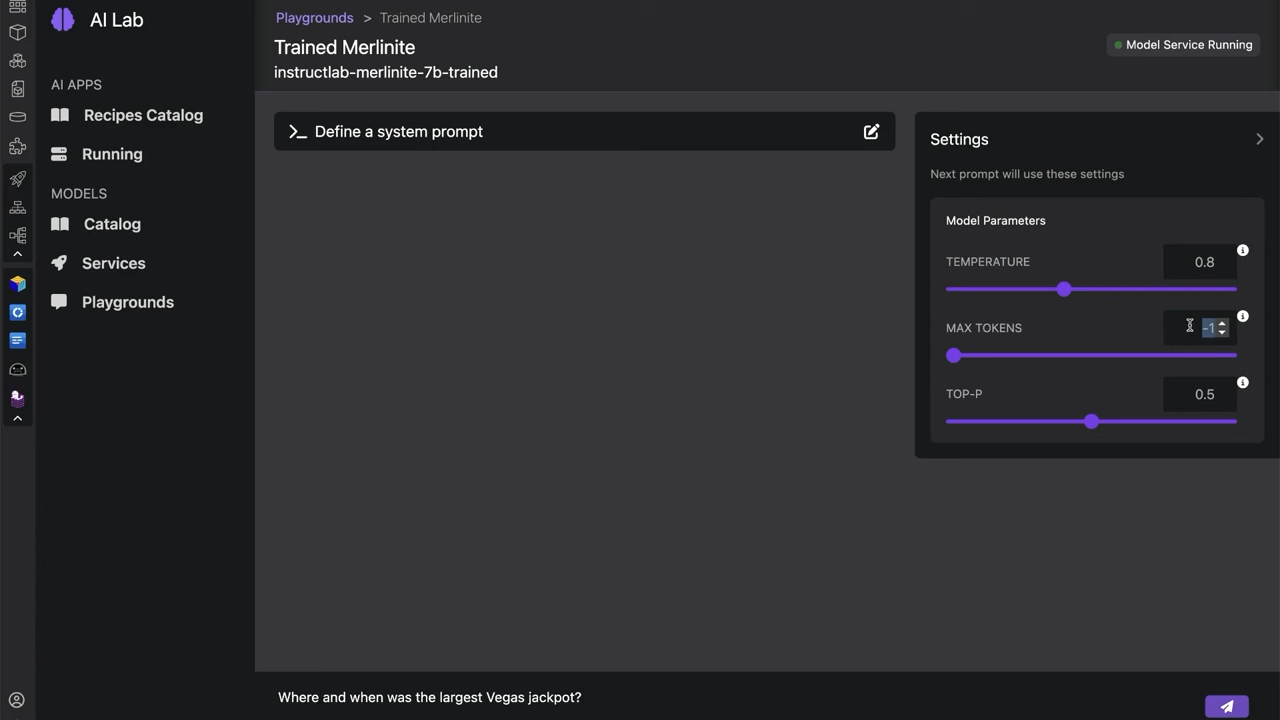 AI Lab
AI APPS
Recipes Catalog
Running
MODELS
Catalog
Services
Playgrounds
Playgrounds > Trained Merlinite
Trained Merlinite
instructlab-merlinite-7b-trained
Model Service Running
Define a system prompt
Settings
Next prompt will use these settings
Model Parameters
TEMPERATURE 0.8
MAX TOKENS -1
TOP-P 0.5
Where and when was the largest Vegas jackpot?